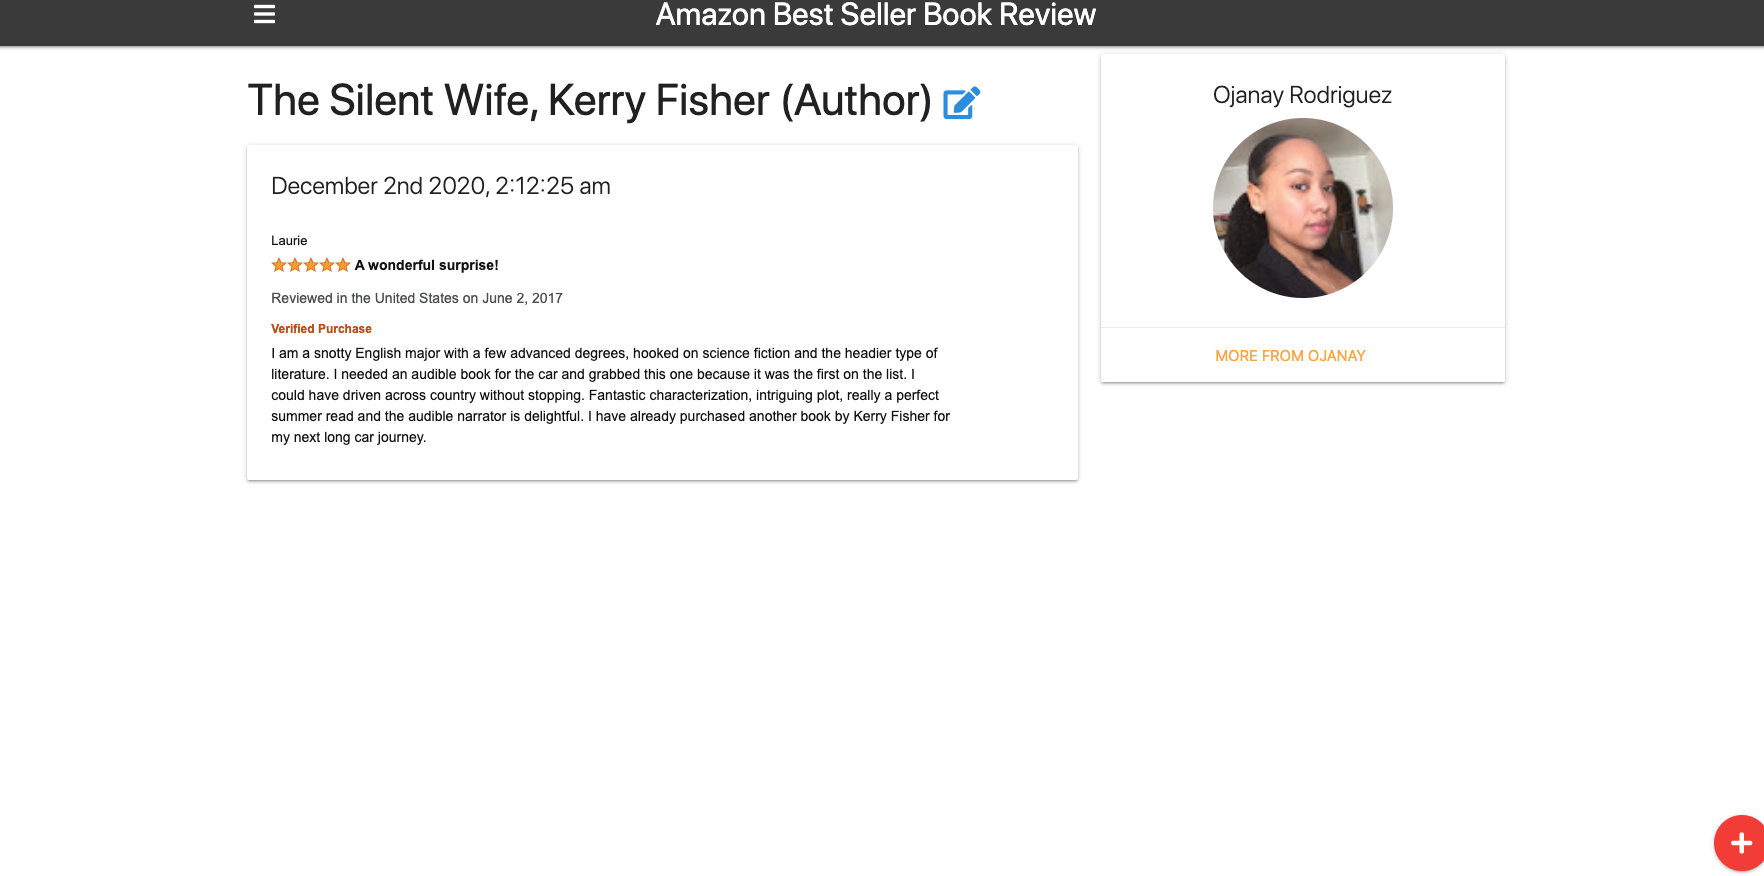 Amazon Best Seller Book Review
The Silent Wife, Kerry Fisher (Author)
December 2nd 2020, 2:12:25 am
Laurie
A wonderful surprise!
Reviewed in the United States on June 2, 2017
Verified Purchase
I am a snotty English major with a few advanced degrees, hooked on science fiction and the headier type of
literature. I needed an audible book for the car and grabbed this one because it was the first on the list. I
could have driven across country without stopping. Fantastic characterization, intriguing plot, really a perfect
summer read and the audible narrator is delightful. I have already purchased another book by Kerry Fisher for
my next long car journey.
Ojanay Rodriguez
MORE FROM OJANAY